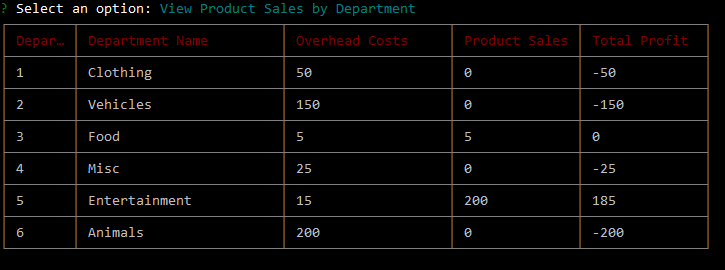 ? Select an option: View Product Sales by Department
Depar… Department Name Overhead Costs Product Sales Total Profit
1 Clothing 50 0 -50
2 Vehicles 150 0 -150
3 Food 5 5 0
4 Misc 25 0 -25
5 Entertainment 15 200 185
6 Animals 200 0 -200